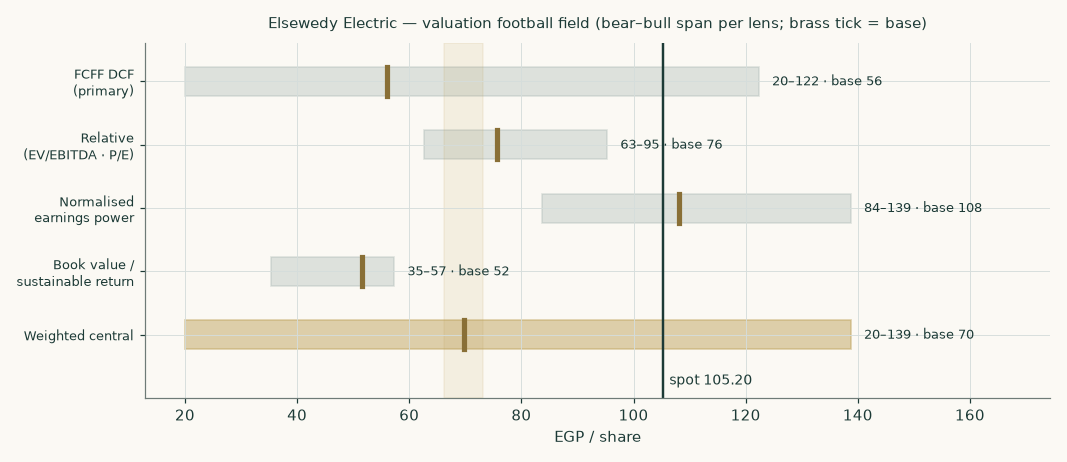 Elsewedy Electric — valuation football field (bear–bull span per lens; brass tick = base)
FCFF DCF
(primary)
20–122 · base 56
Relative
(EV/EBITDA · P/E)
63–95 · base 76
Normalised
earnings power
84–139 · base 108
Book value /
sustainable return
35–57 · base 52
Weighted central
20–139 · base 70
spot 105.20
20 40 60 80 100 120 140 160
EGP / share